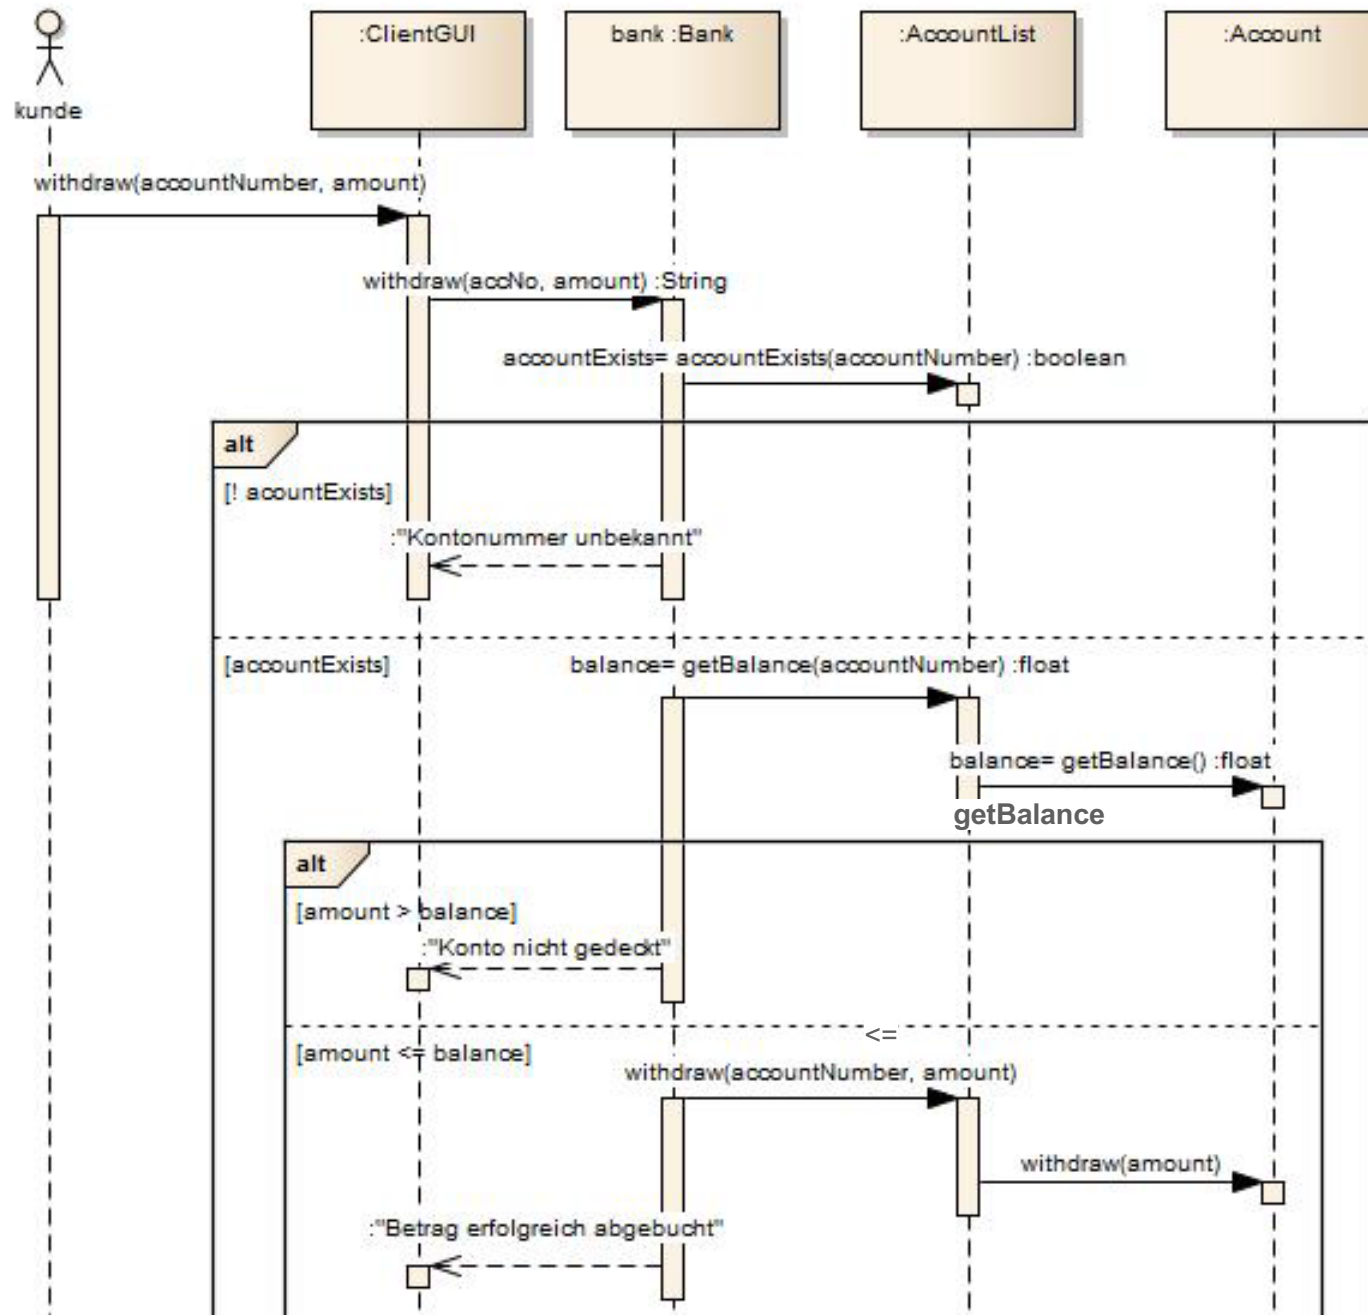 :ClientGUI
bank :Bank
:AccountList
:Account
kunde
withdraw(accountNumber, amount)
withdraw(accNo, amount) :String
accountExists= accountExists(accountNumber) :boolean
alt
[! acountExists]
:"Kontonummer unbekannt"
[accountExists]
balance= getBalance(accountNumber) :float
balance= getBalance() :float
getBalance
alt
[amount > balance]
:"Konto nicht gedeckt"
<=
[amount <= balance]
withdraw(accountNumber, amount)
withdraw(amount)
:"Betrag erfolgreich abgebucht"